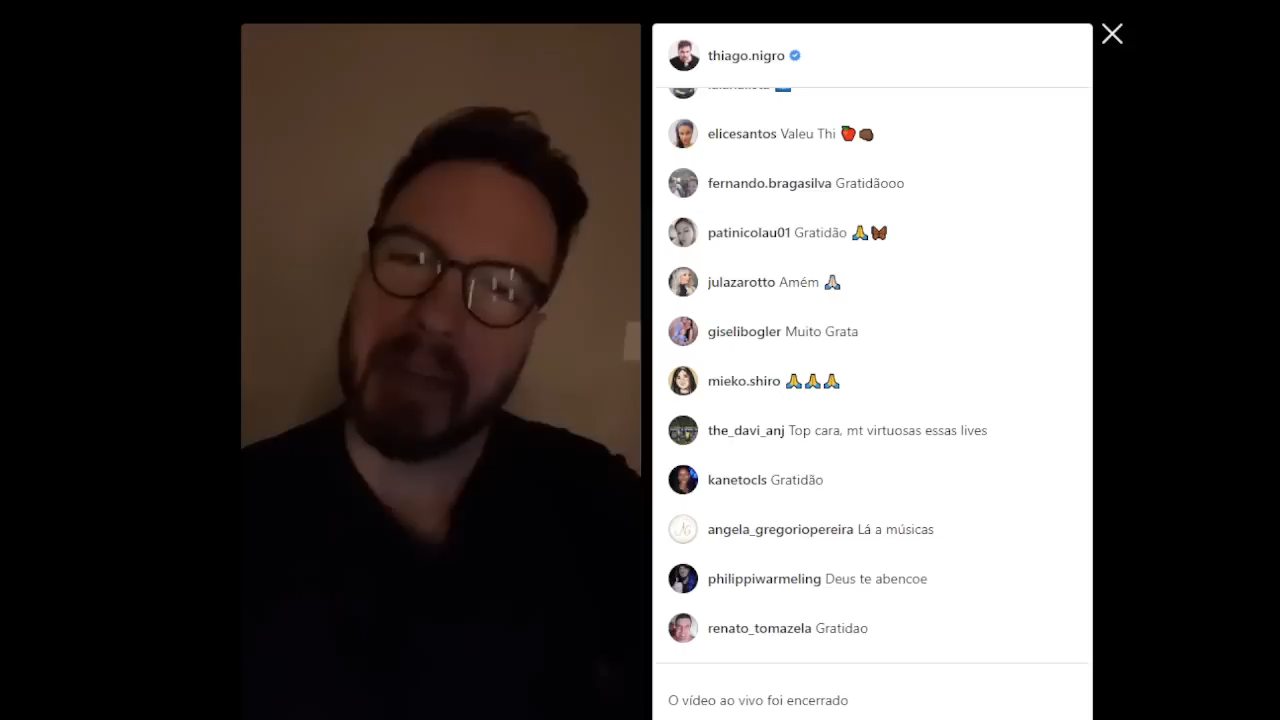 thiago.nigro
elicesantos Valeu Thi 🍎🌰
fernando.bragasilva Gratidãooo
patinicolau01 Gratidão 🙏🦋
julazarotto Amém 🙏🏻
giselibogler Muito Grata
mieko.shiro 🙏🙏🙏
the_davi_anj Top cara, mt virtuosas essas lives
kanetocls Gratidão
angela_gregoriopereira Lá a músicas
philippiwarmeling Deus te abencoe
renato_tomazela Gratidao
O vídeo ao vivo foi encerrado